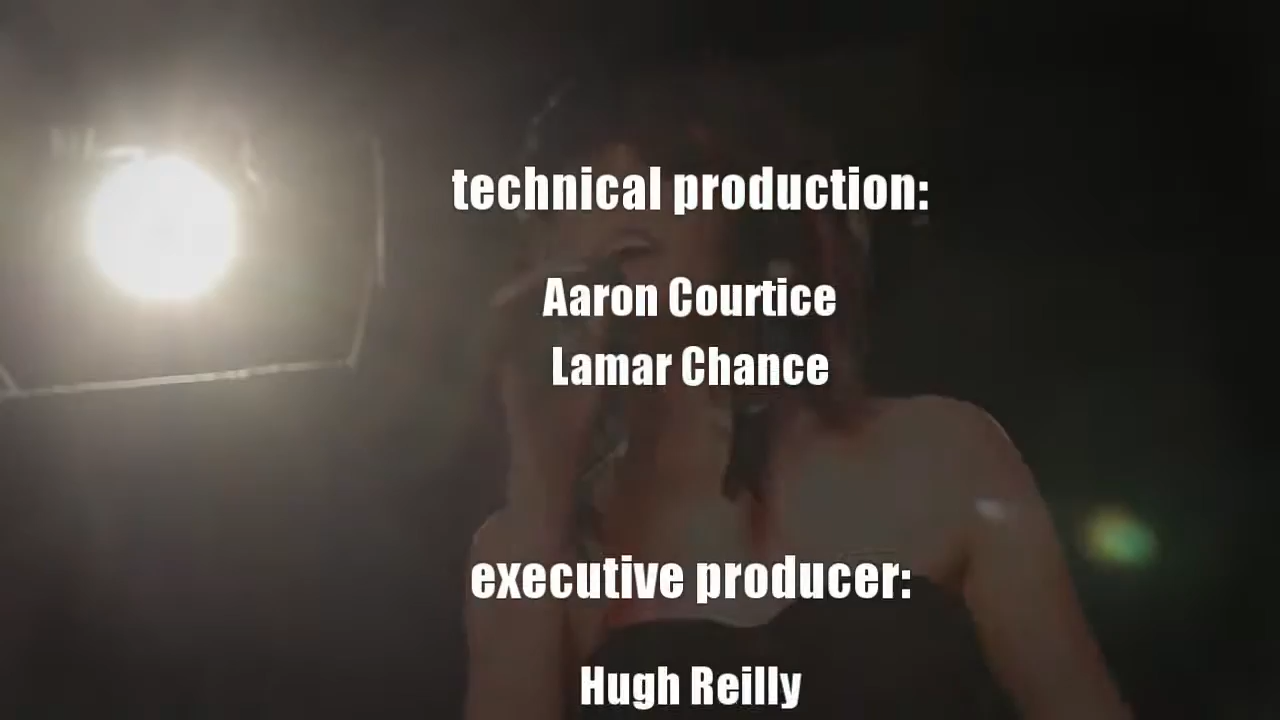 technical production:
Aaron Courtice
Lamar Chance
executive producer:
Hugh Reilly